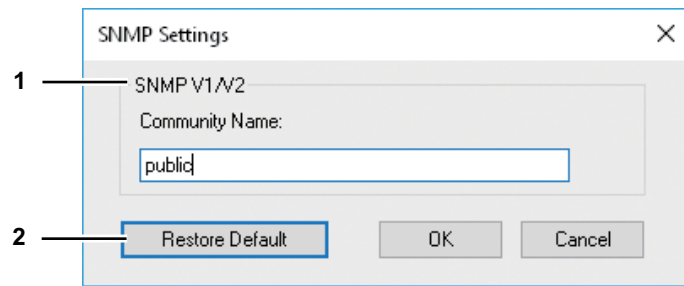 SNMP Settings
1
SNMP V1/V2
Community Name:
public
2
Restore Default OK Cancel